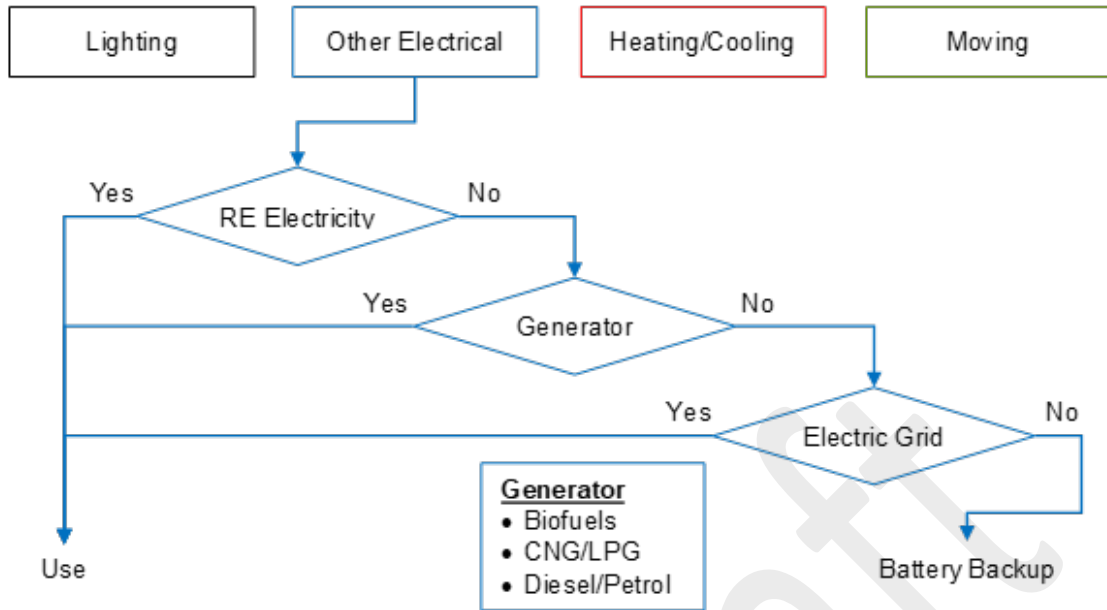 Lighting
Other Electrical
Heating/Cooling
Moving
Yes
RE Electricity
No
Yes
Generator
No
Yes
Electric Grid
No
Generator
• Biofuels
• CNG/LPG
• Diesel/Petrol
Use
Battery Backup